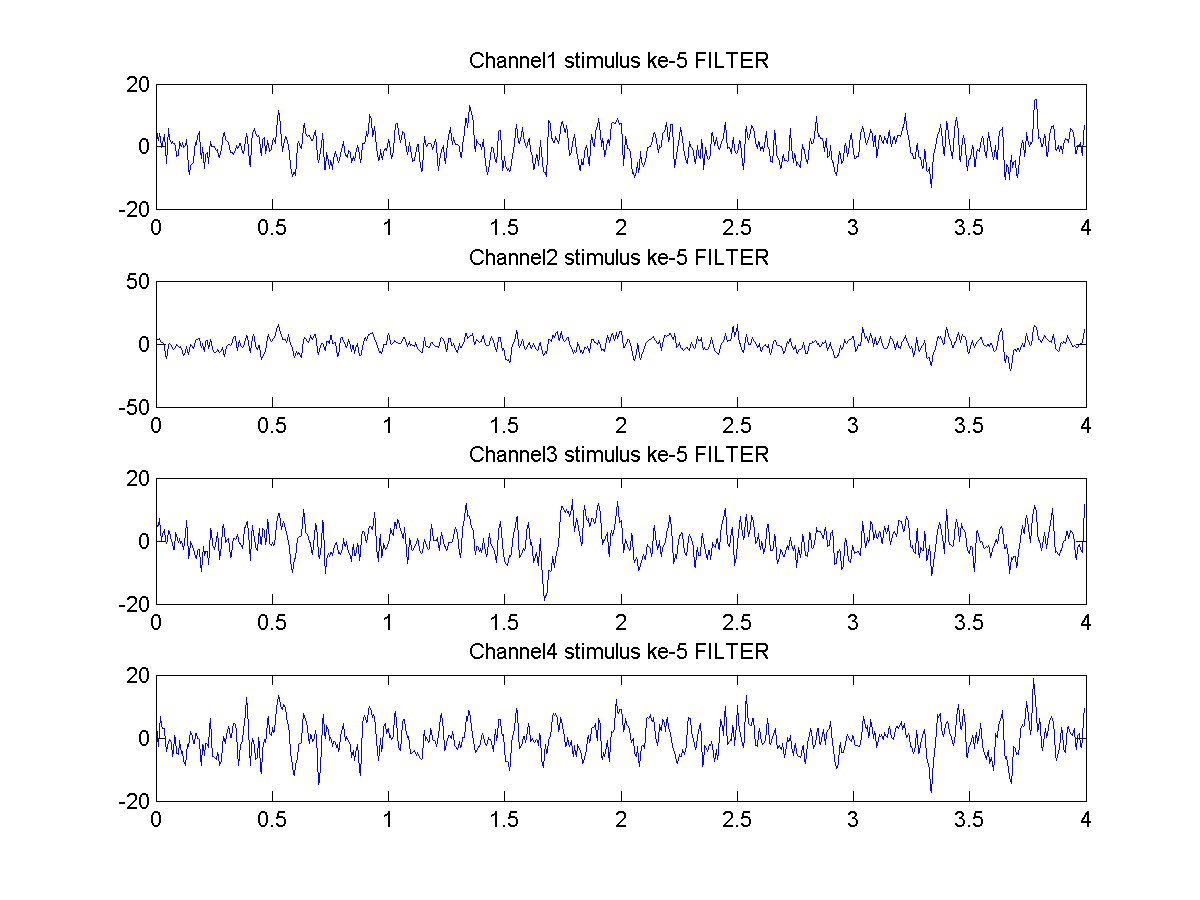 Channel1 stimulus ke-5 FILTER
20
0
-20
0 0.5 1 1.5 2 2.5 3 3.5 4
Channel2 stimulus ke-5 FILTER
50
0
-50
0 0.5 1 1.5 2 2.5 3 3.5 4
Channel3 stimulus ke-5 FILTER
20
0
-20
0 0.5 1 1.5 2 2.5 3 3.5 4
Channel4 stimulus ke-5 FILTER
20
0
-20
0 0.5 1 1.5 2 2.5 3 3.5 4